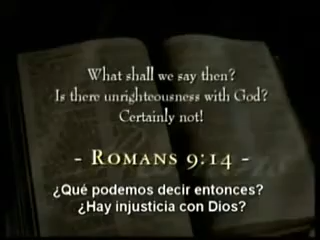 What shall we say then?
Is there unrighteousness with God?
Certainly not!
- ROMANS 9:14 -
¿Qué podemos decir entonces?
¿Hay injusticia con Dios?